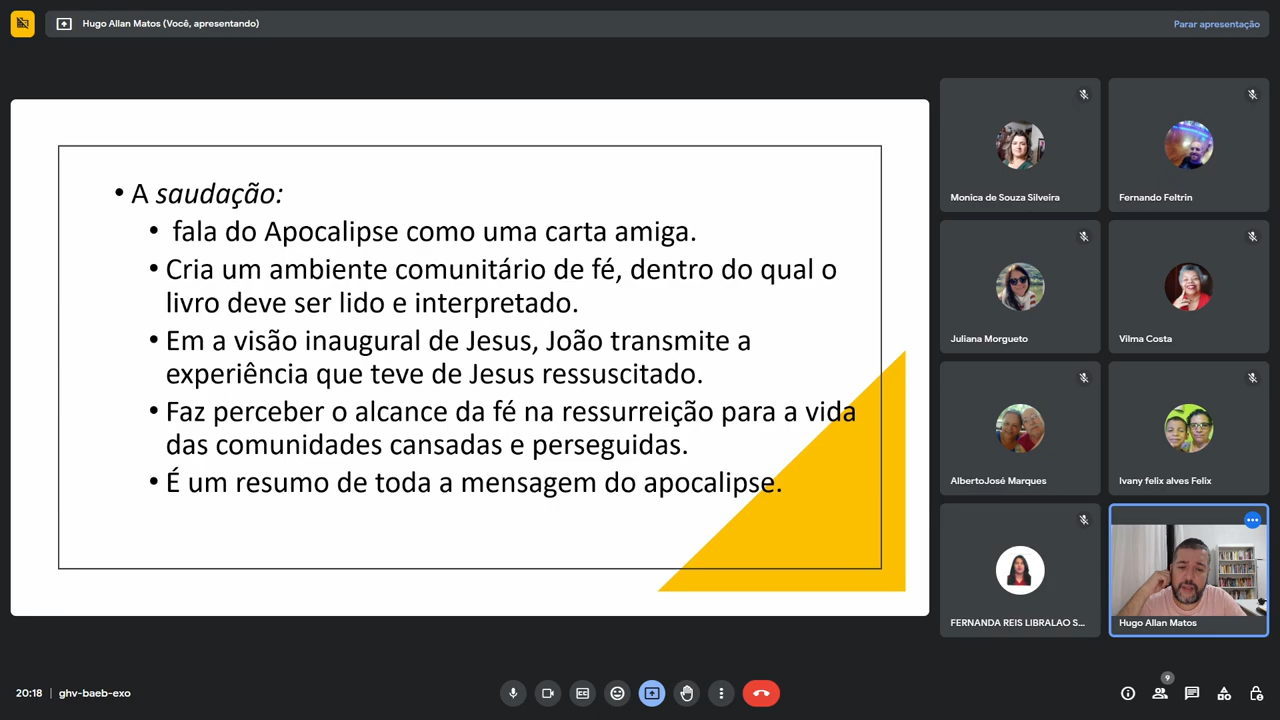 Hugo Allan Matos (Você, apresentando)
Parar apresentação
• A saudação:
• fala do Apocalipse como uma carta amiga.
• Cria um ambiente comunitário de fé, dentro do qual o
livro deve ser lido e interpretado.
• Em a visão inaugural de Jesus, João transmite a
experiência que teve de Jesus ressuscitado.
• Faz perceber o alcance da fé na ressurreição para a vida
das comunidades cansadas e perseguidas.
• É um resumo de toda a mensagem do apocalipse.
Monica de Souza Silveira
Fernando Feltrin
Juliana Morgueto
Vilma Costa
AlbertoJosé Marques
Ivany felix alves Felix
FERNANDA REIS LIBRALAO S...
Hugo Allan Matos
20:18 | ghv-baeb-exo
9